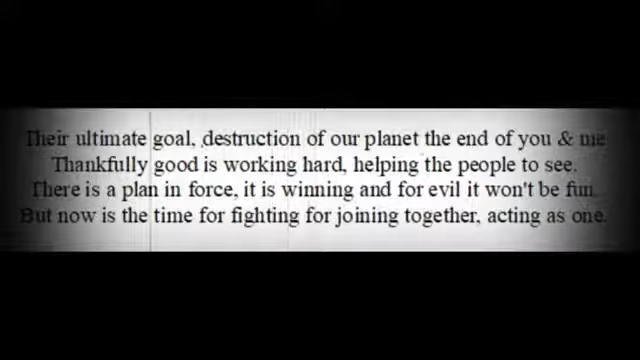 Their ultimate goal, destruction of our planet the end of you & me
Thankfully good is working hard, helping the people to see.
There is a plan in force, it is winning and for evil it won't be fun
But now is the time for fighting for joining together, acting as one.